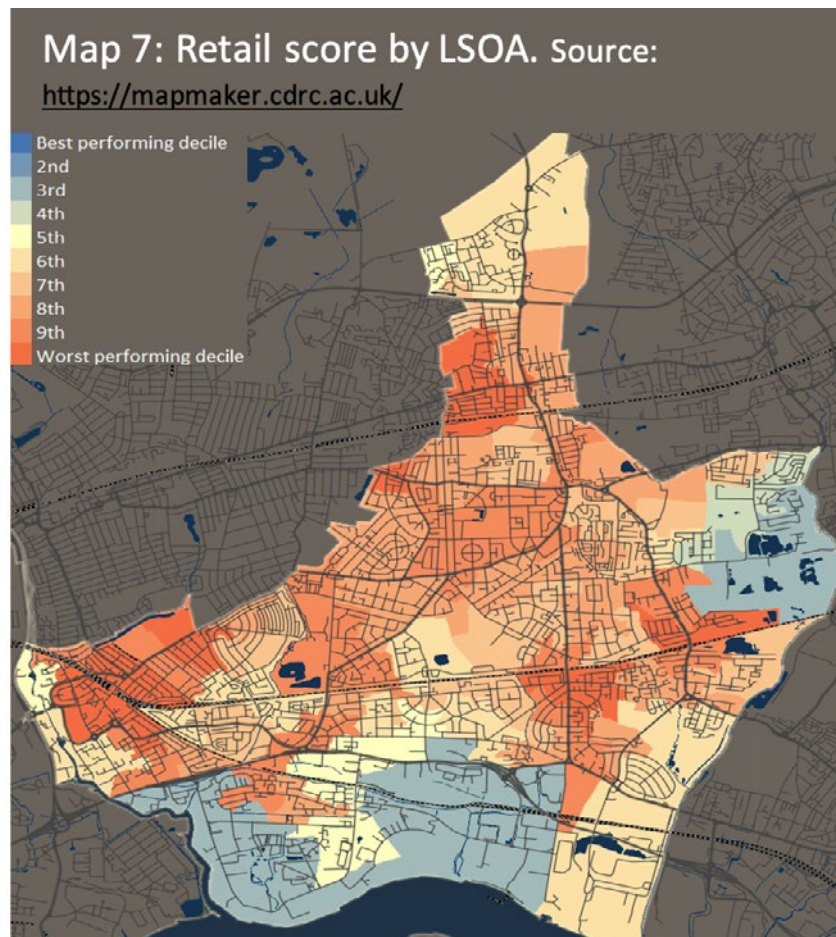 Map 7: Retail score by LSOA. Source:
https://mapmaker.cdrc.ac.uk/
Best performing decile
2nd
3rd
4th
5th
6th
7th
8th
9th
Worst performing decile